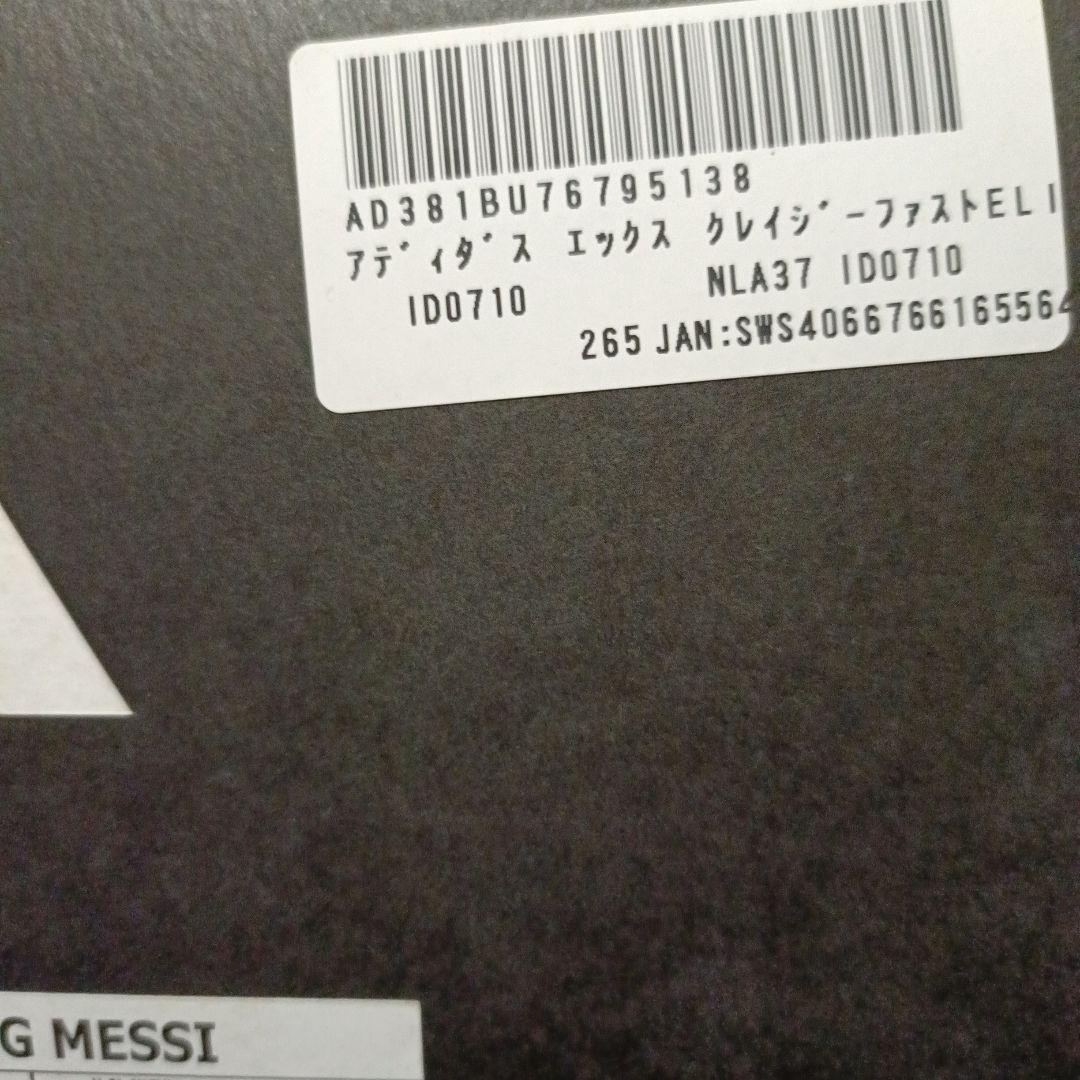 AD381BU76795138
ｱﾃﾞｨﾀﾞｽ ｴｯｸｽ ｸﾚｲｼﾞｰﾌｧｽﾄELI
ID0710 NLA37 ID0710
265 JAN:SWS4066766165564
G MESSI